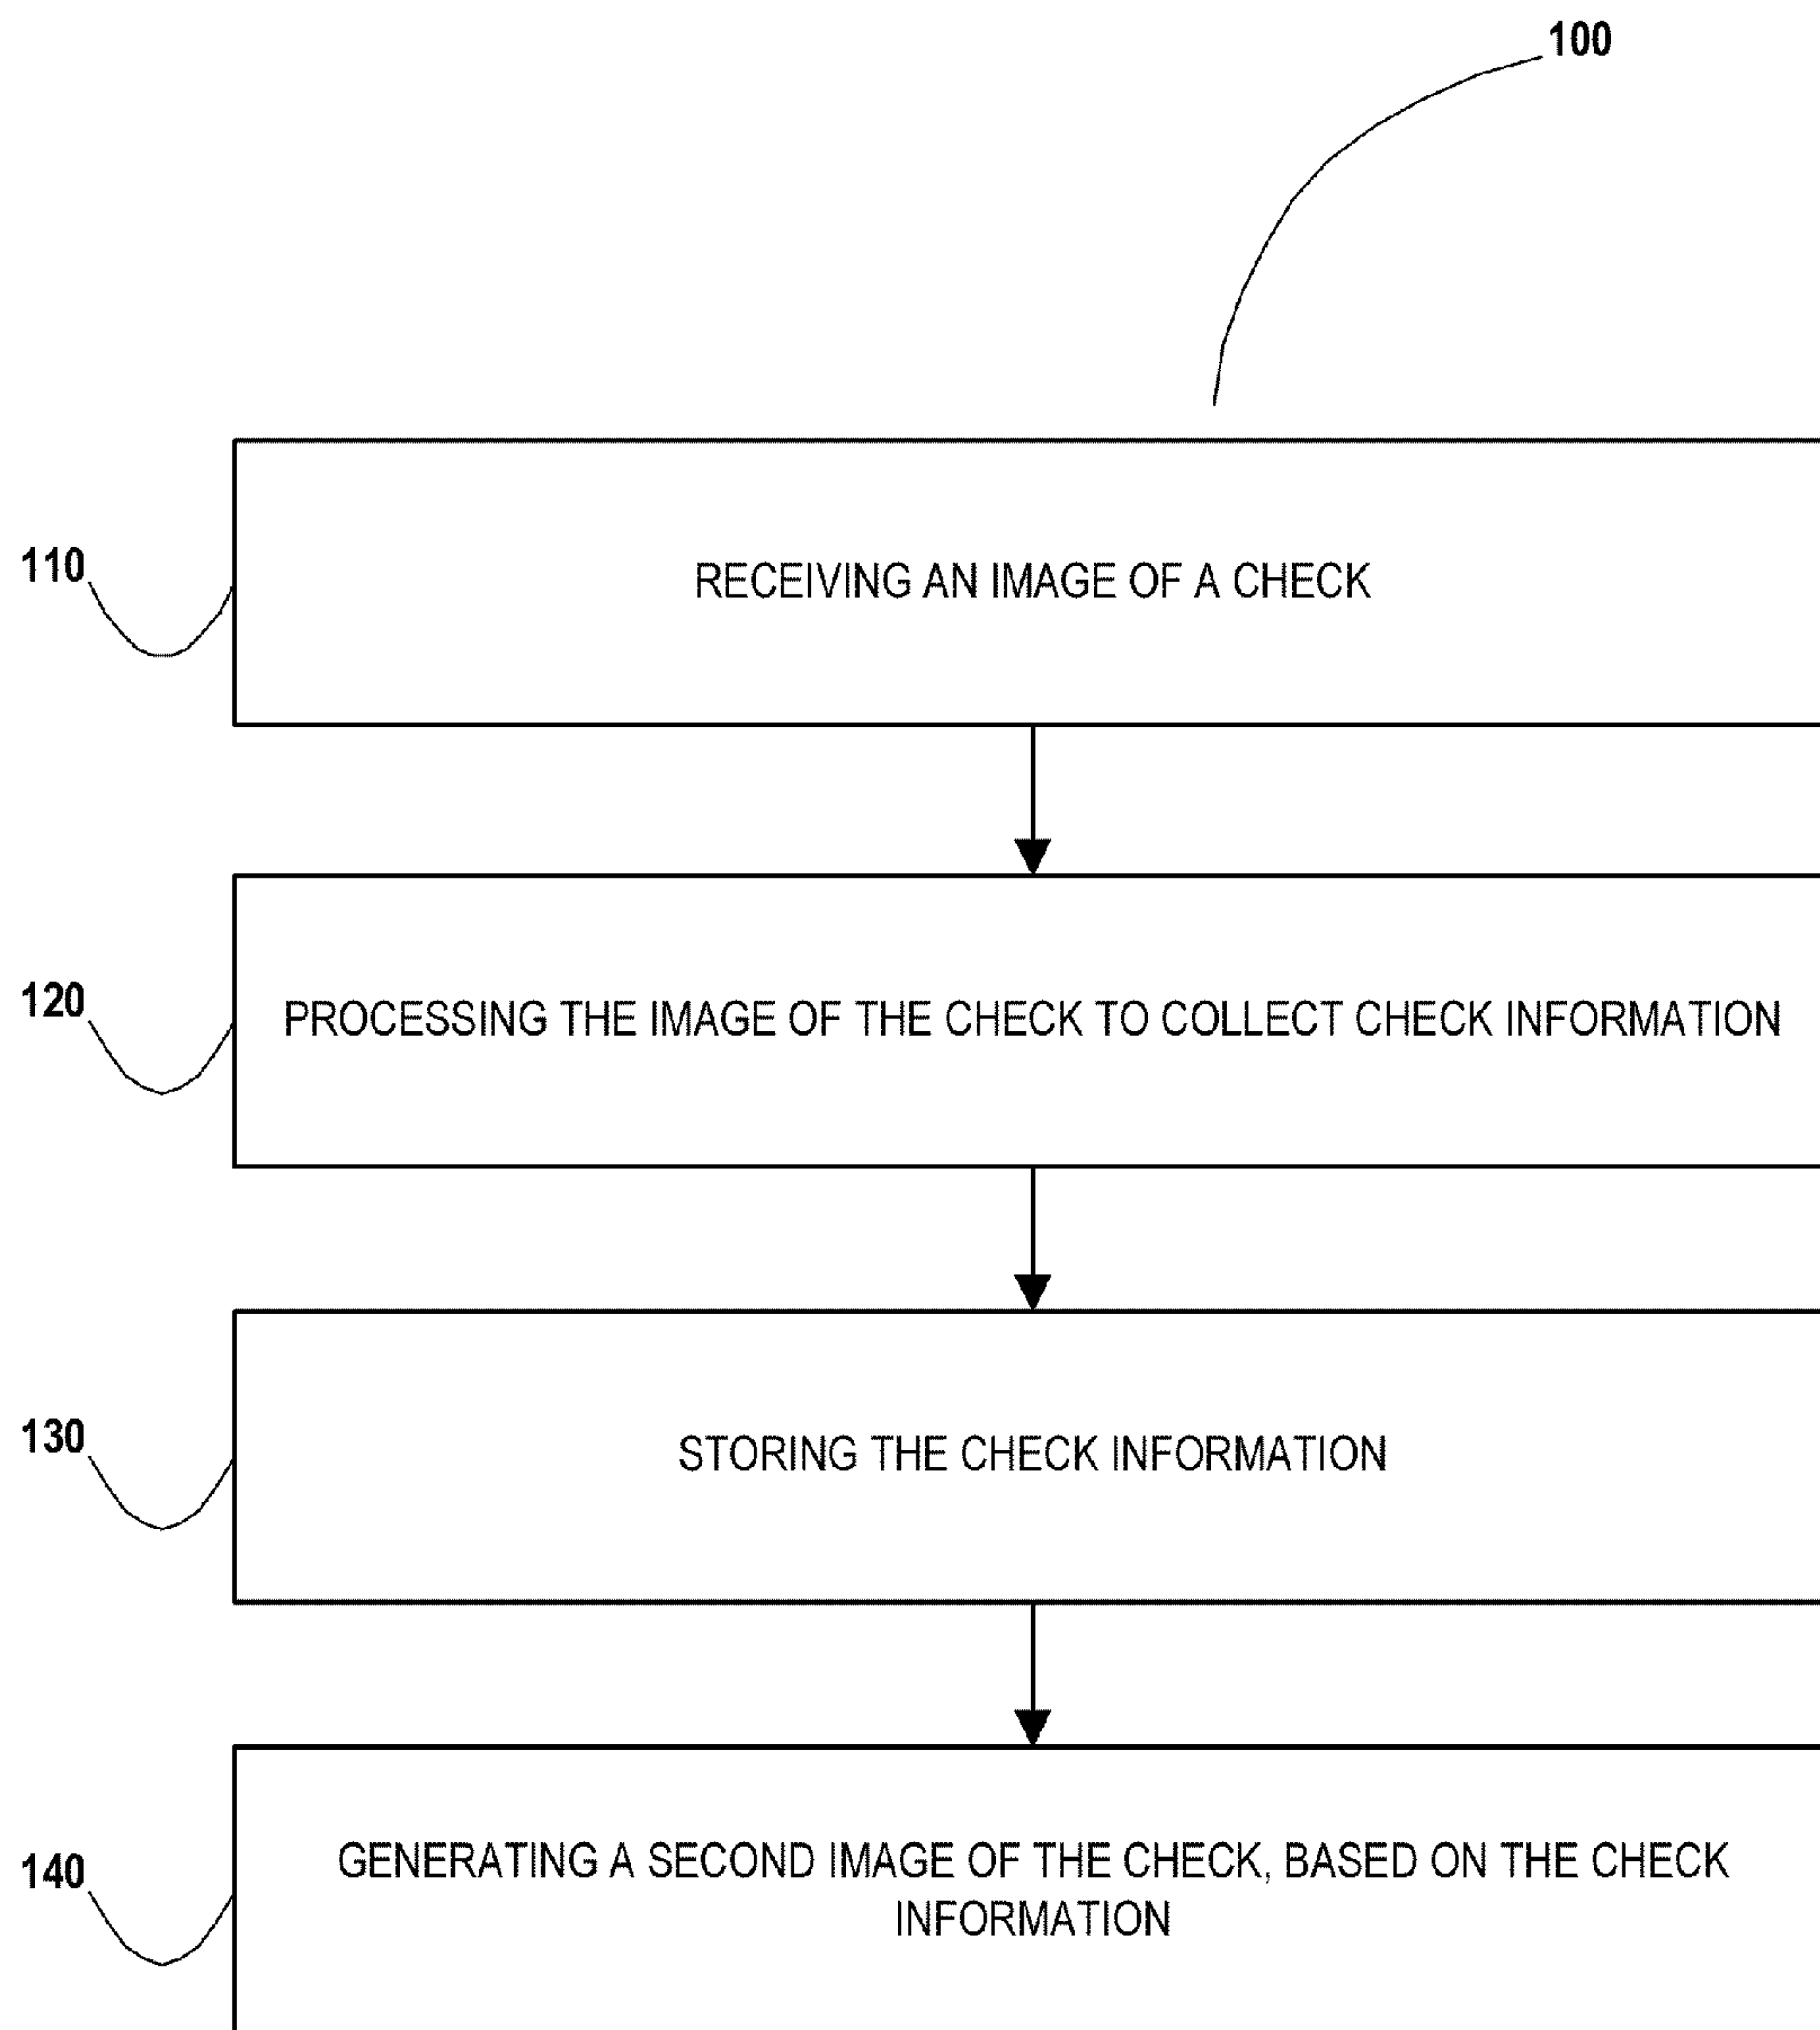 100
110
RECEIVING AN IMAGE OF A CHECK
120
PROCESSING THE IMAGE OF THE CHECK TO COLLECT CHECK INFORMATION
130
STORING THE CHECK INFORMATION
140
GENERATING A SECOND IMAGE OF THE CHECK, BASED ON THE CHECK
INFORMATION